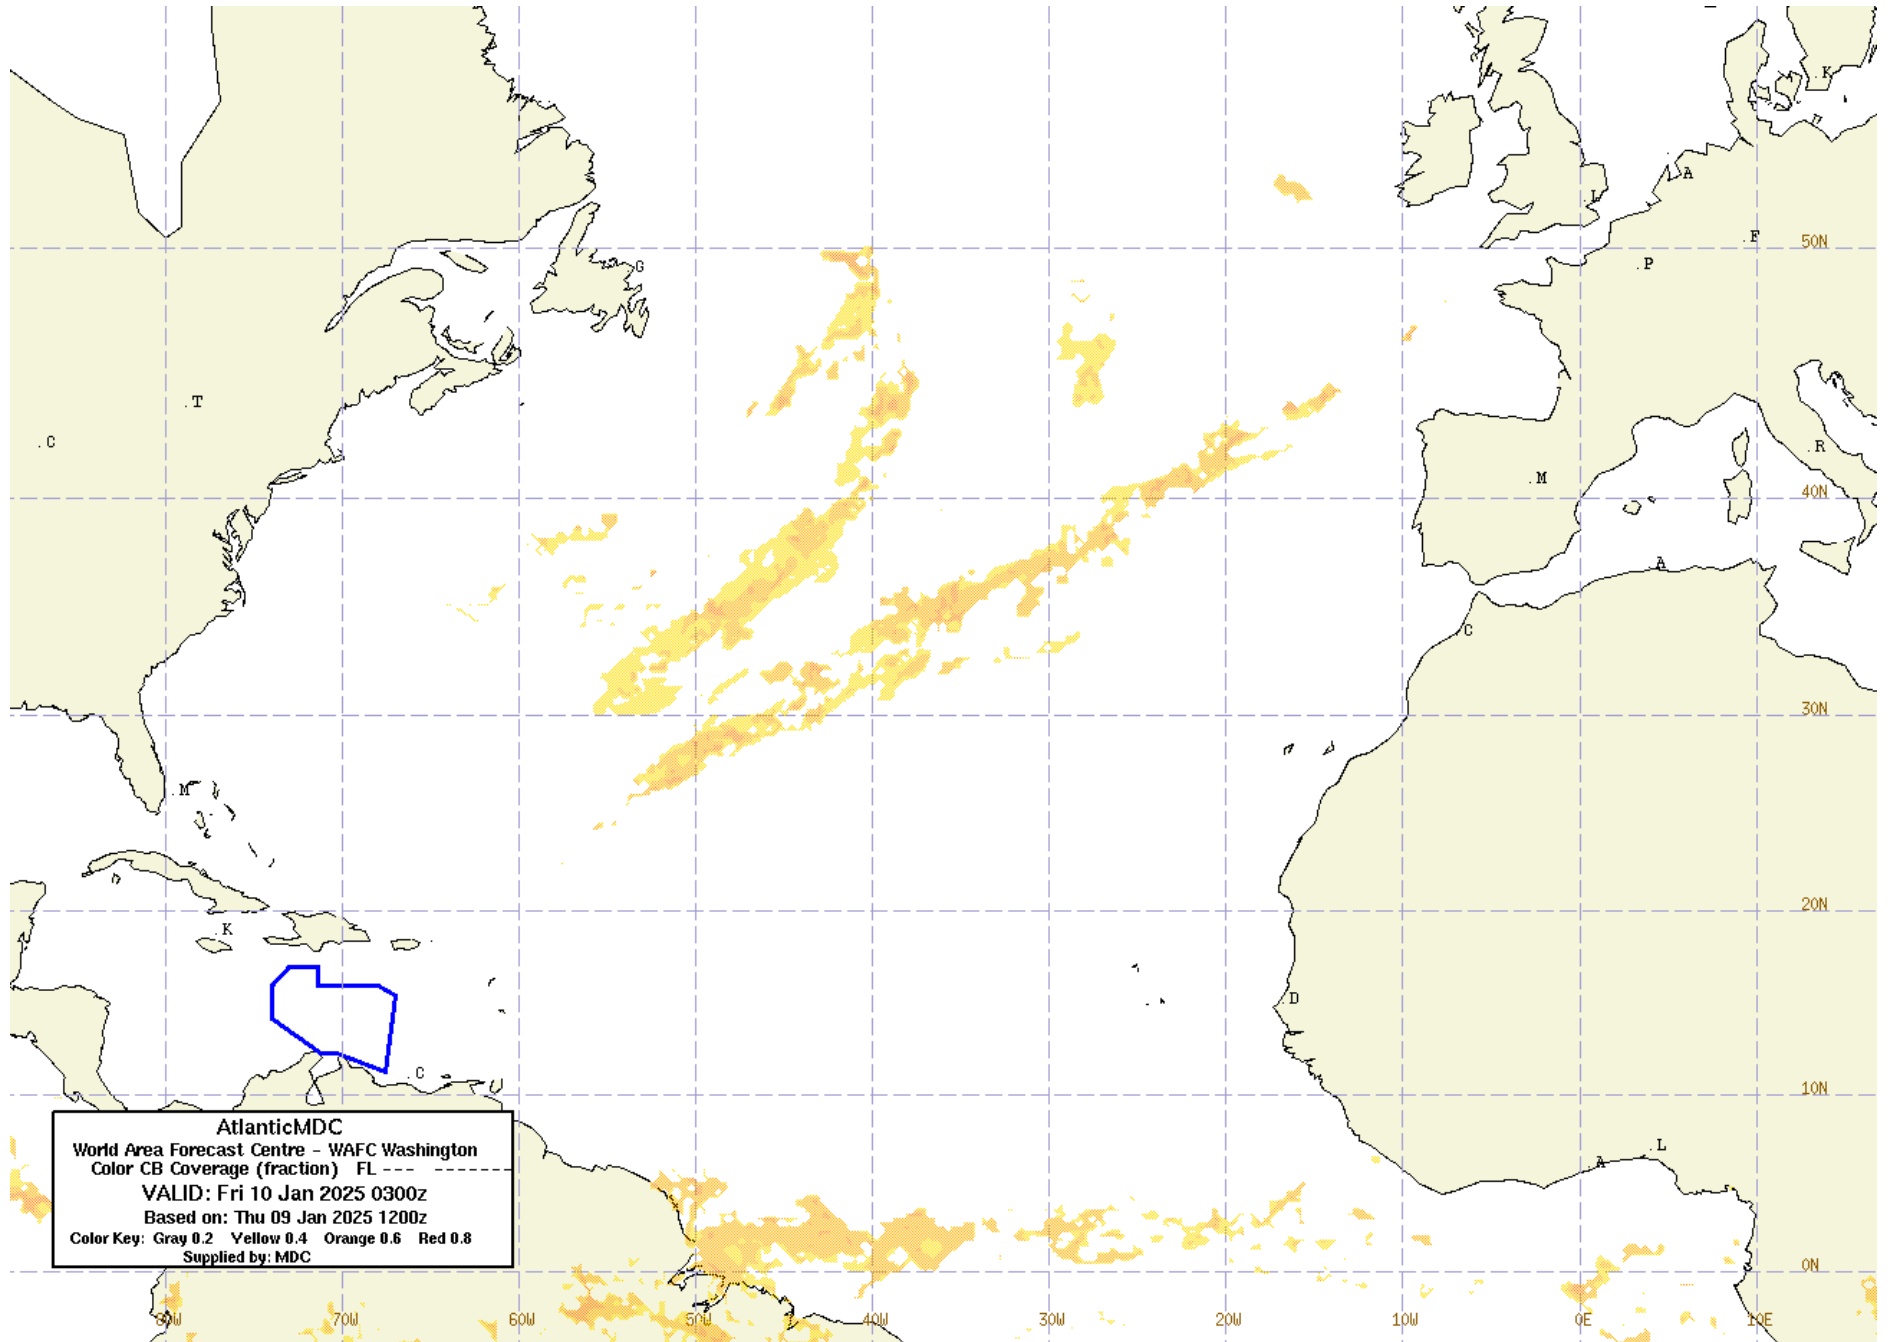 .K
.A
L
.F
50N
.P
G
.T
.C
.R
.M
40N
A
C
30N
.M
20N
.K
.D
.C
10N
AtlanticMDC
World Area Forecast Centre - WAFC Washington
Color CB Coverage (fraction) FL --- --------
VALID: Fri 10 Jan 2025 0300z
Based on: Thu 09 Jan 2025 1200z
Color Key: Gray 0.2 Yellow 0.4 Orange 0.6 Red 0.8
Supplied by: MDC
.L
A
0N
80W 70W 60W 50W 40W 30W 20W 10W 0E 10E